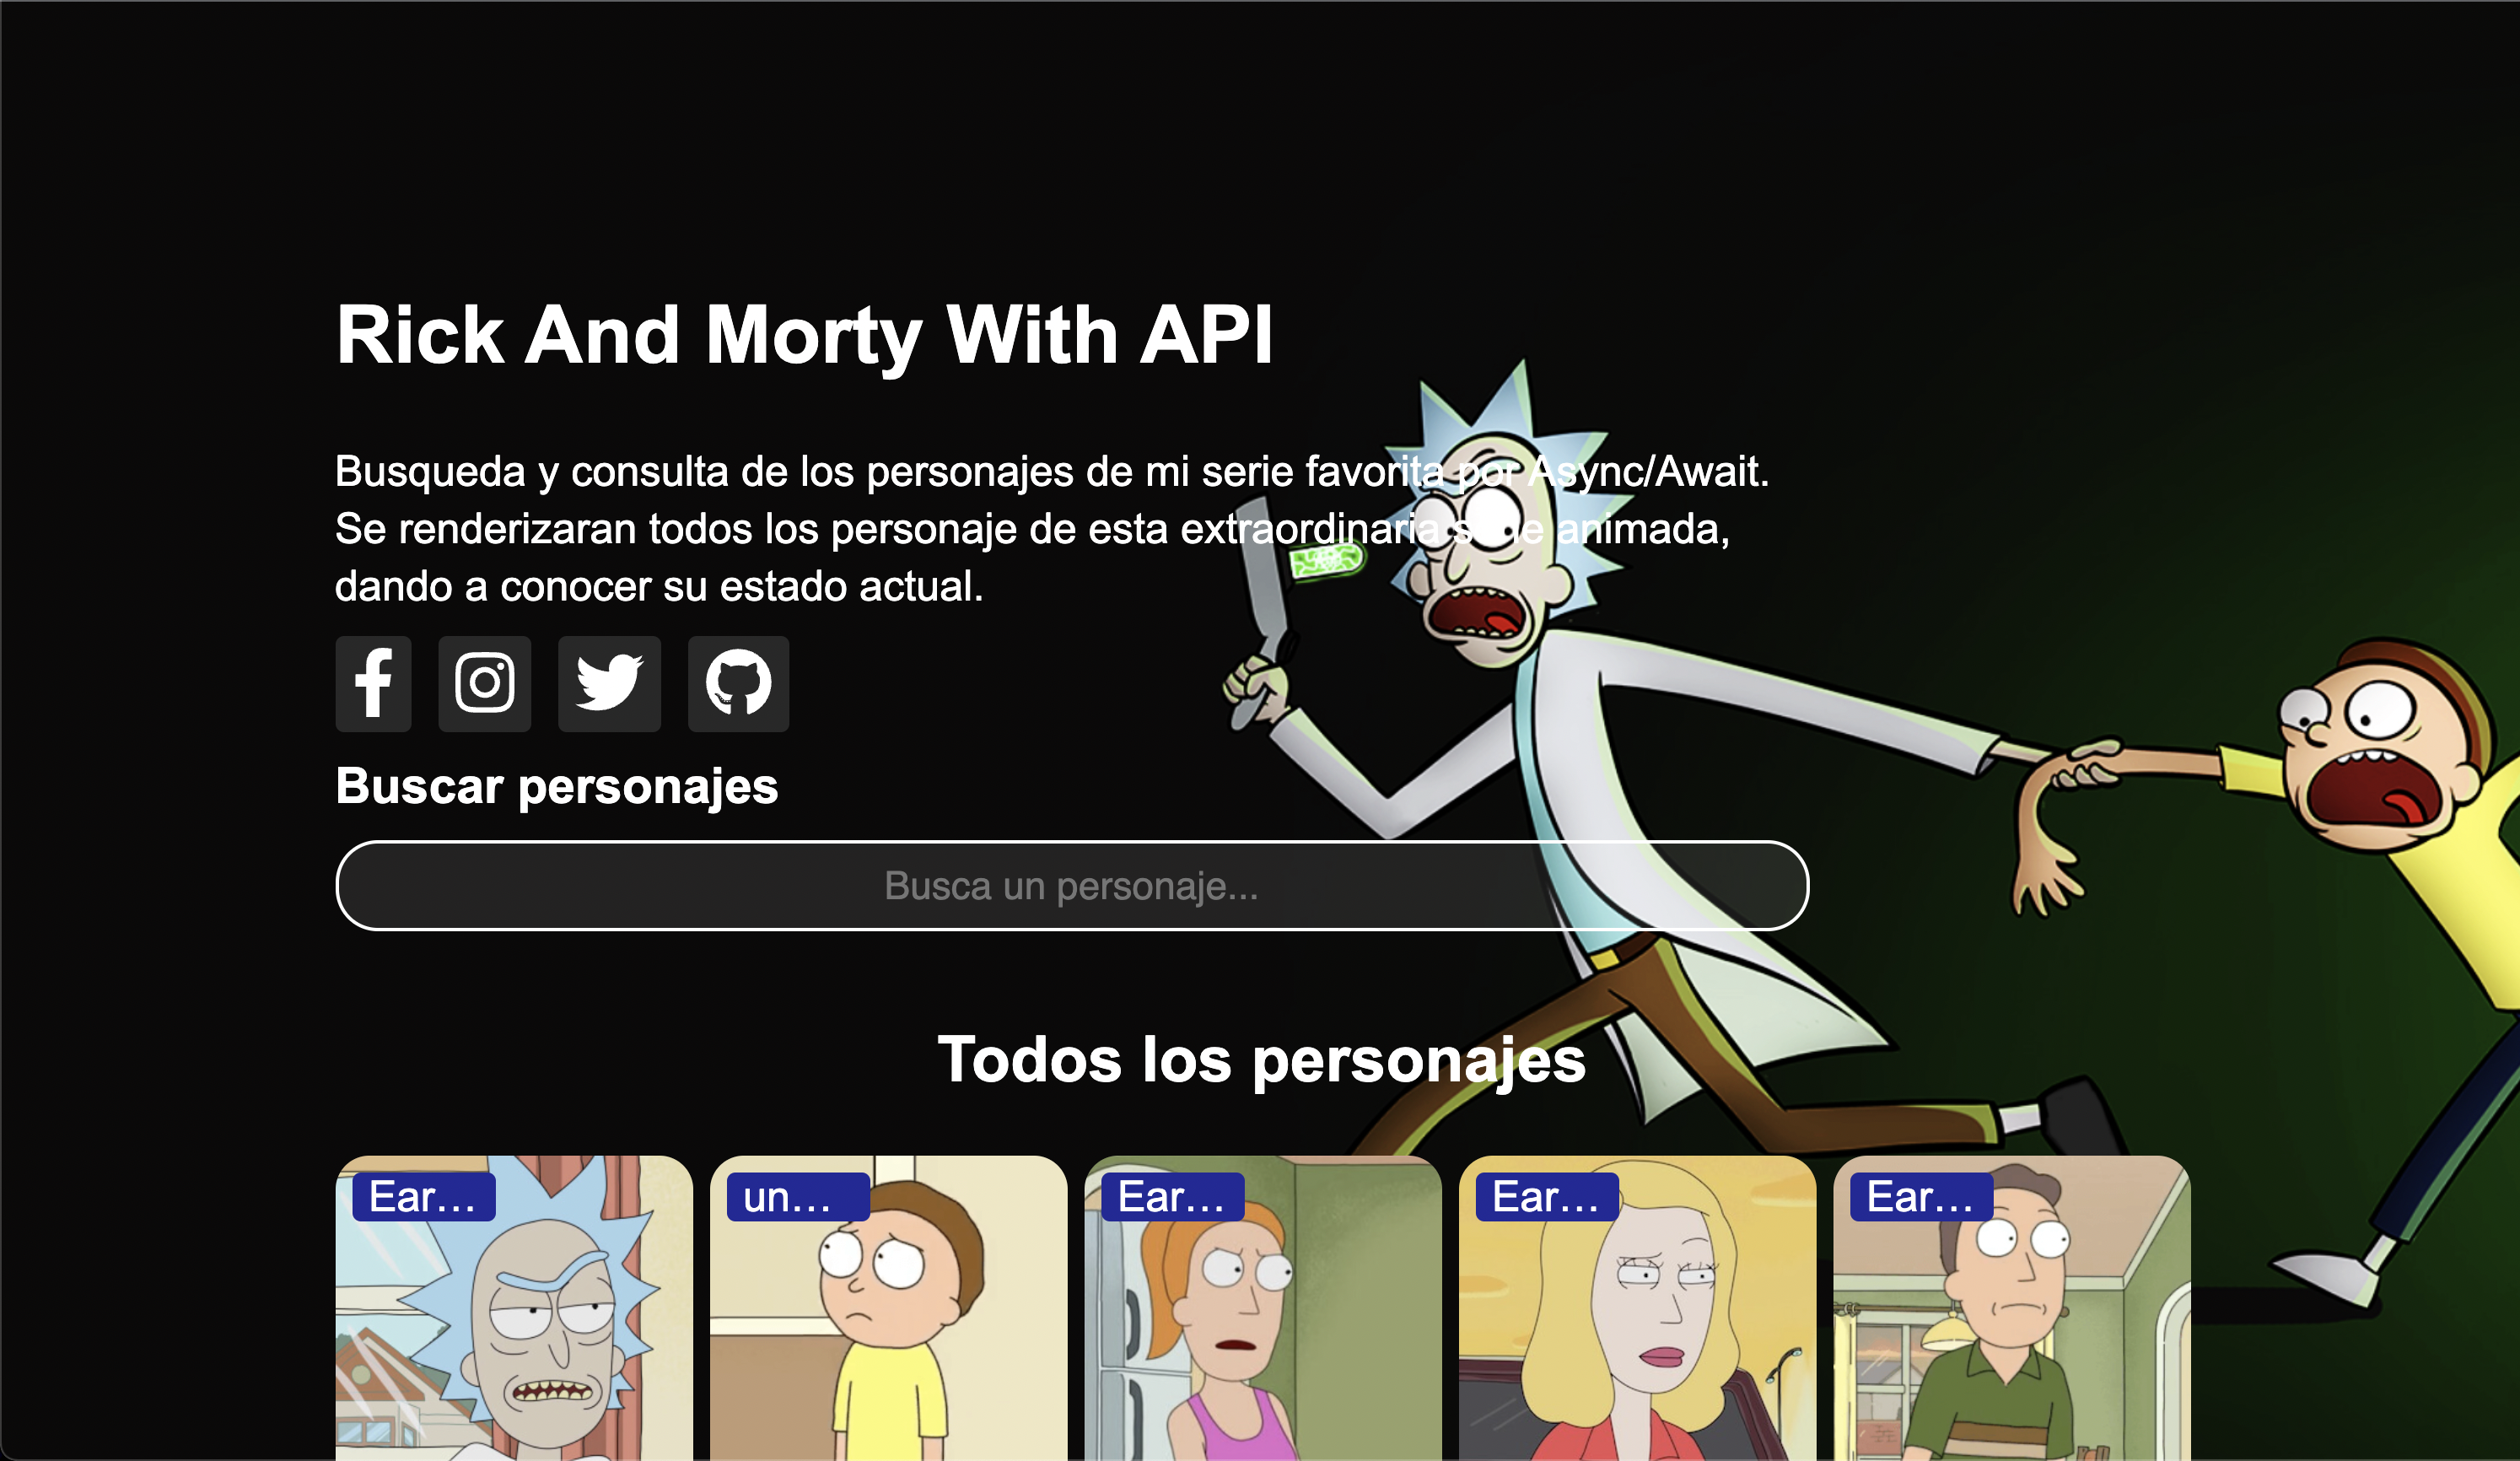 Rick And Morty With API
Busqueda y consulta de los personajes de mi serie favorita por Async/Await.
Se renderizaran todos los personaje de esta extraordinaria serie animada,
dando a conocer su estado actual.
Buscar personajes
Busca un personaje...
Todos los personajes
Ear...
un...
Ear...
Ear...
Ear...